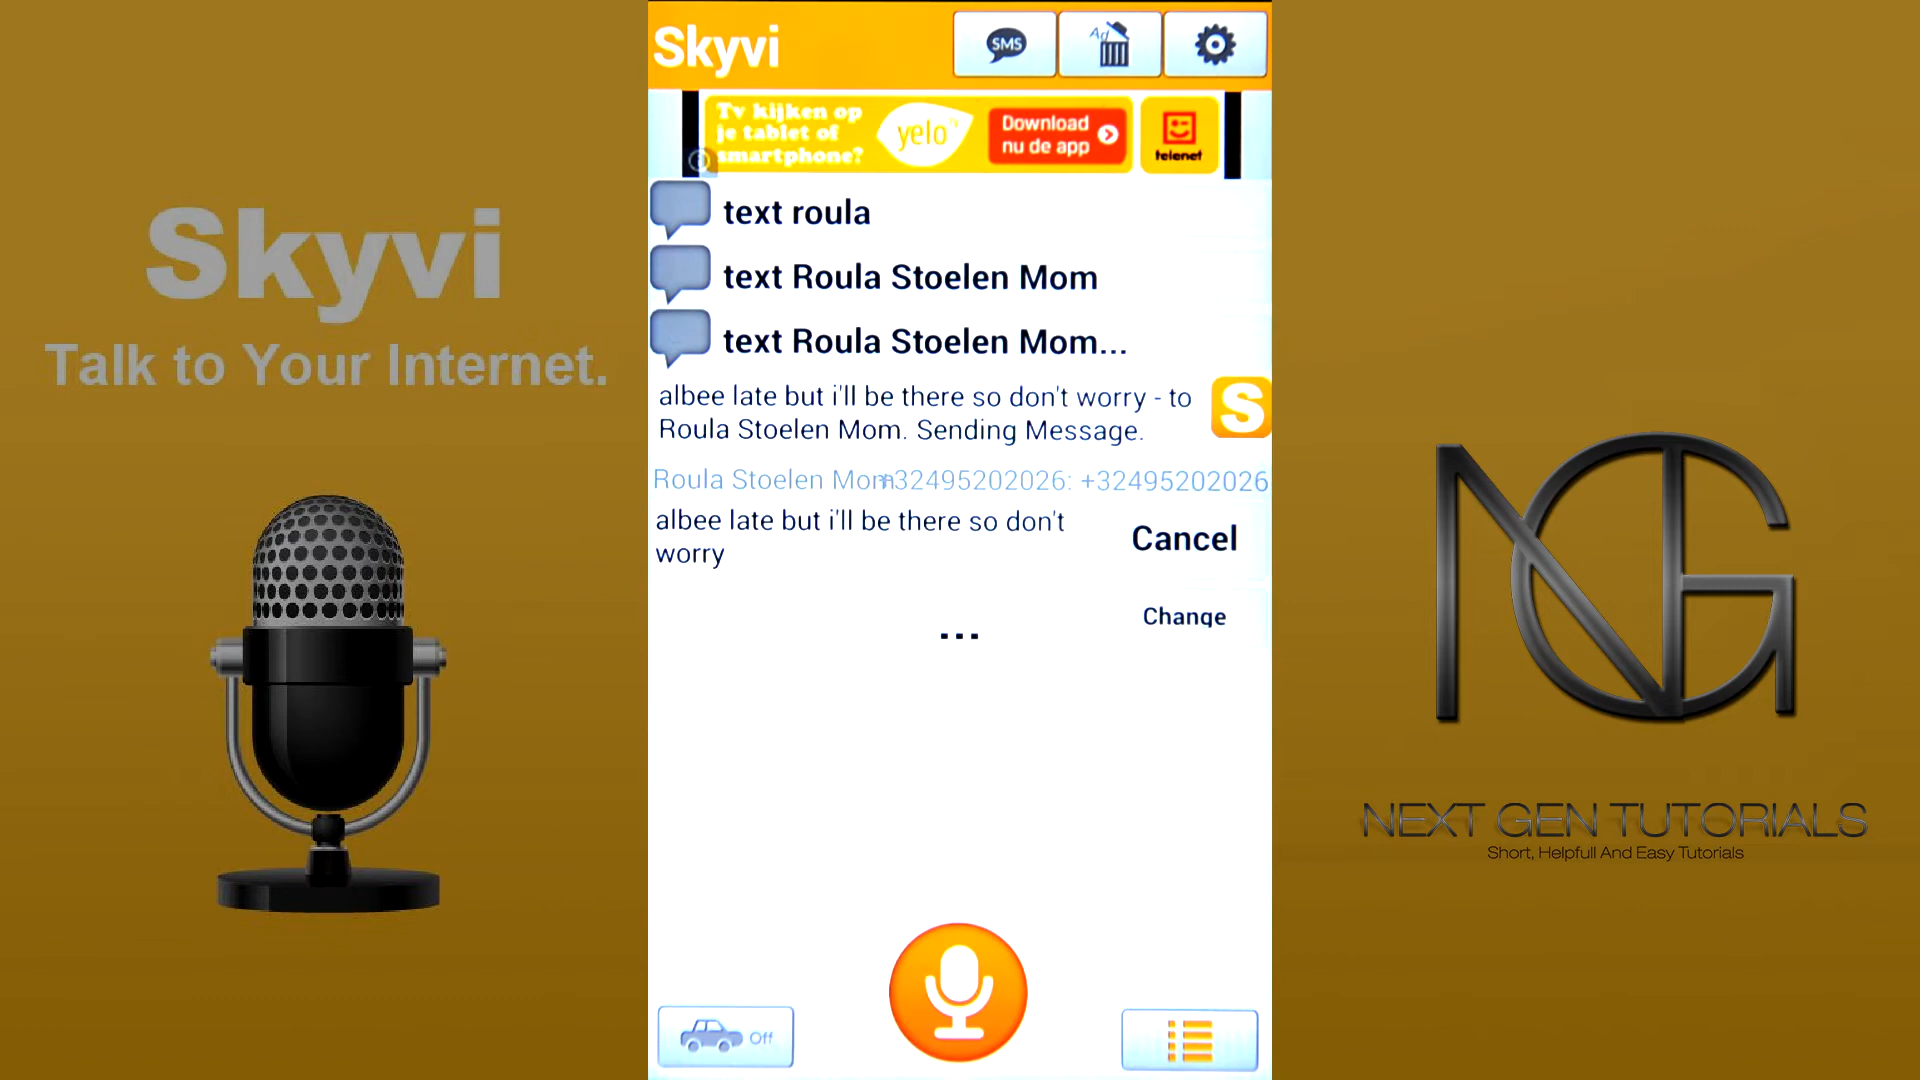 Skyvi
Talk to Your Internet.
Skyvi
SMS
Ad
Tv kijken op
je tablet of
smartphone?
yelo
Download
nu de app
telenet
text roula
text Roula Stoelen Mom
text Roula Stoelen Mom...
albee late but i'll be there so don't worry - to
Roula Stoelen Mom. Sending Message.
S
Roula Stoelen Mom +32495202026: +32495202026
albee late but i'll be there so don't
worry
Cancel
Change
...
Off
NG
NEXT GEN TUTORIALS
Short, Helpfull And Easy Tutorials